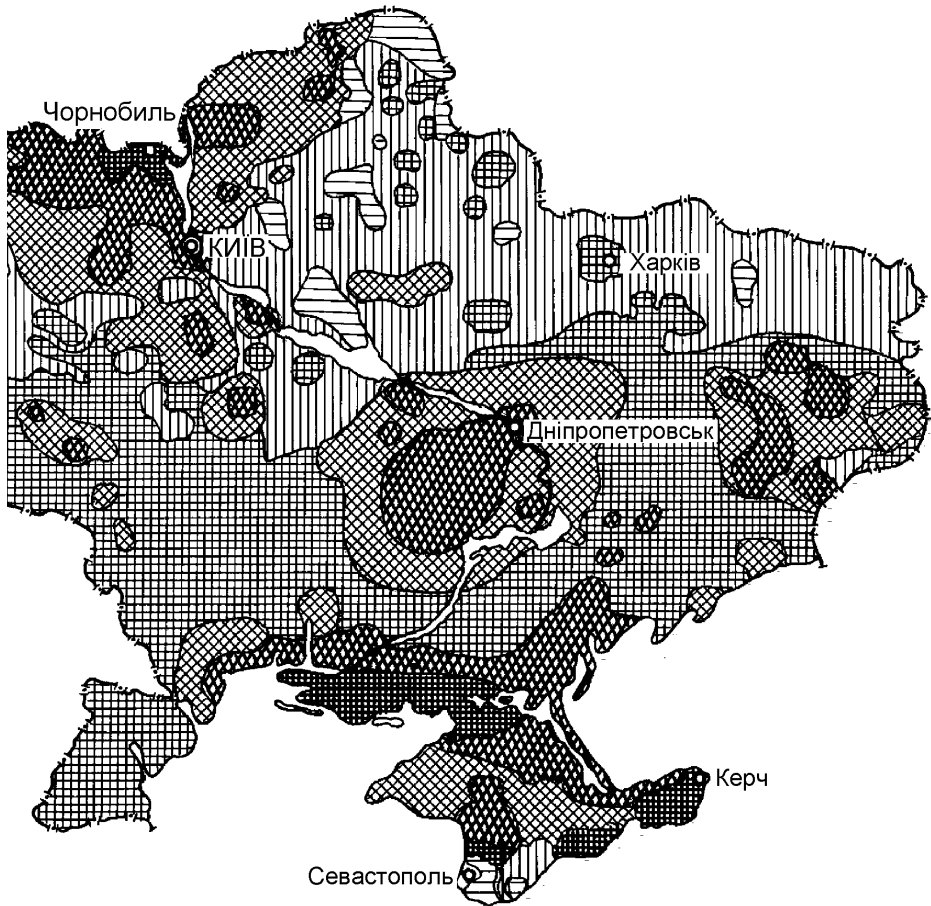 Чорнобиль
КИЇВ
Харків
Дніпропетровськ
Керч
Севастополь